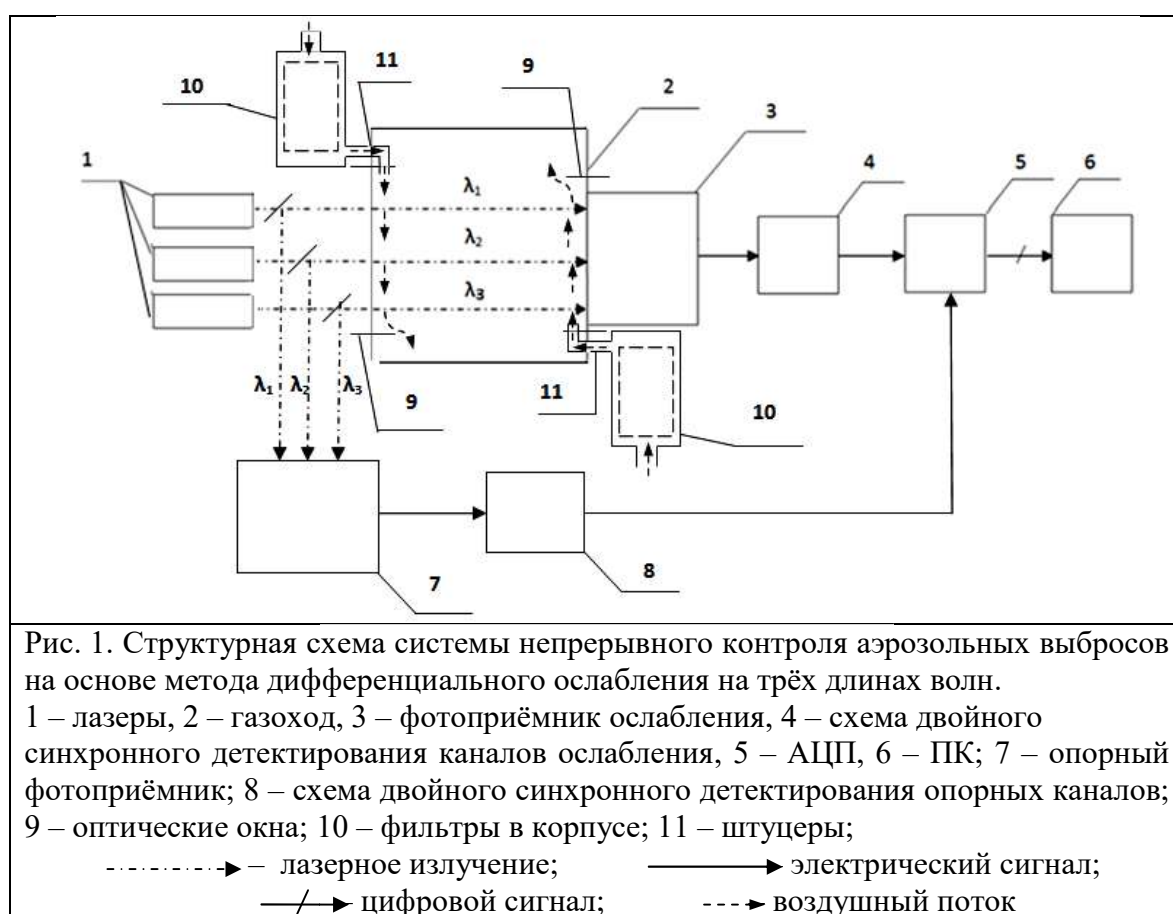 10
11
9
2
3
1
4
5
6
λ₁
λ₂
λ₃
λ₁
λ₂
λ₃
9
11
10
7
8
Рис. 1. Структурная схема системы непрерывного контроля аэрозольных выбросов
на основе метода дифференциального ослабления на трёх длинах волн.
1 – лазеры, 2 – газоход, 3 – фотоприёмник ослабления, 4 – схема двойного
синхронного детектирования каналов ослабления, 5 – АЦП, 6 – ПК; 7 – опорный
фотоприёмник; 8 – схема двойного синхронного детектирования опорных каналов;
9 – оптические окна; 10 – фильтры в корпусе; 11 – штуцеры;
– лазерное излучение; электрический сигнал;
цифровой сигнал; воздушный поток